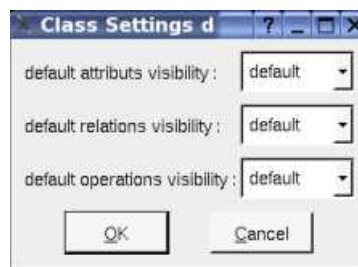 Class Settings d ? _ X
default attributs visibility : default
default relations visibility : default
default operations visibility : default
OK Cancel